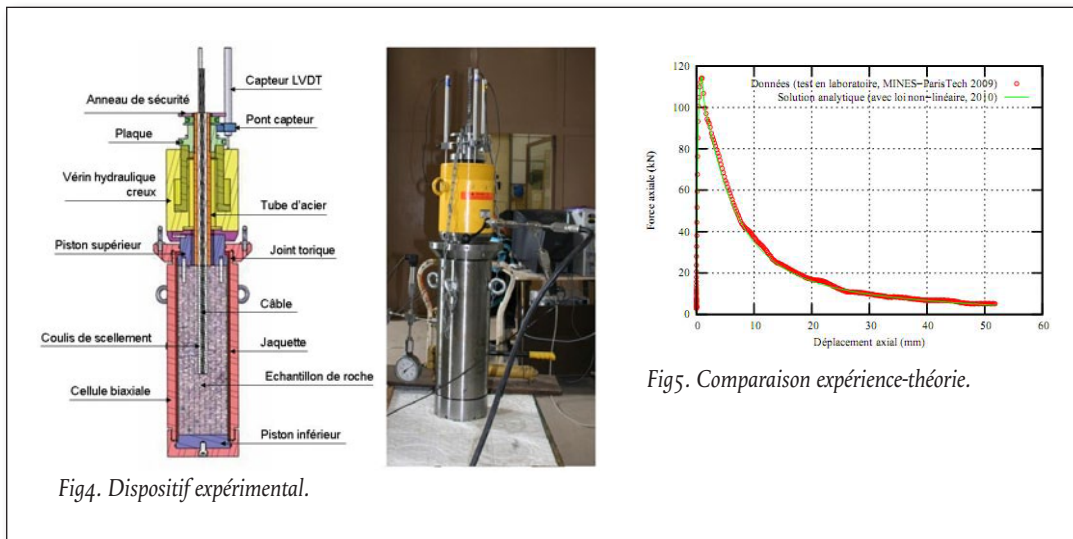 Capteur LVDT
Anneau de sécurité
Pont capteur
Plaque
Vérin hydraulique
creux
Tube d'acier
Piston supérieur
Joint torique
Câble
Coulis de scellement
Jaquette
Echantillon de roche
Cellule biaxiale
Piston inférieur
Fig4. Dispositif expérimental.
120
100
80
60
40
20
0
Force axiale (kN)
Données (test en laboratoire, MINES-ParisTech 2009)
Solution analytique (avec loi non-linéaire, 2010)
0 10 20 30 40 50 60
Déplacement axial (mm)
Fig5. Comparaison expérience-théorie.